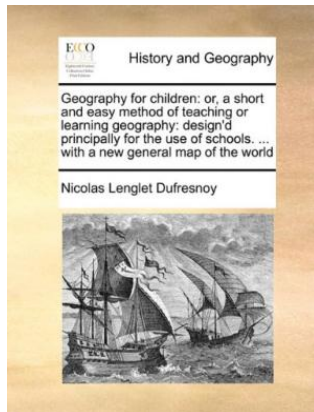 ECCO
History and Geography
Geography for children: or, a short
and easy method of teaching or
learning geography: design'd
principally for the use of schools. ...
with a new general map of the world
Nicolas Lenglet Dufresnoy